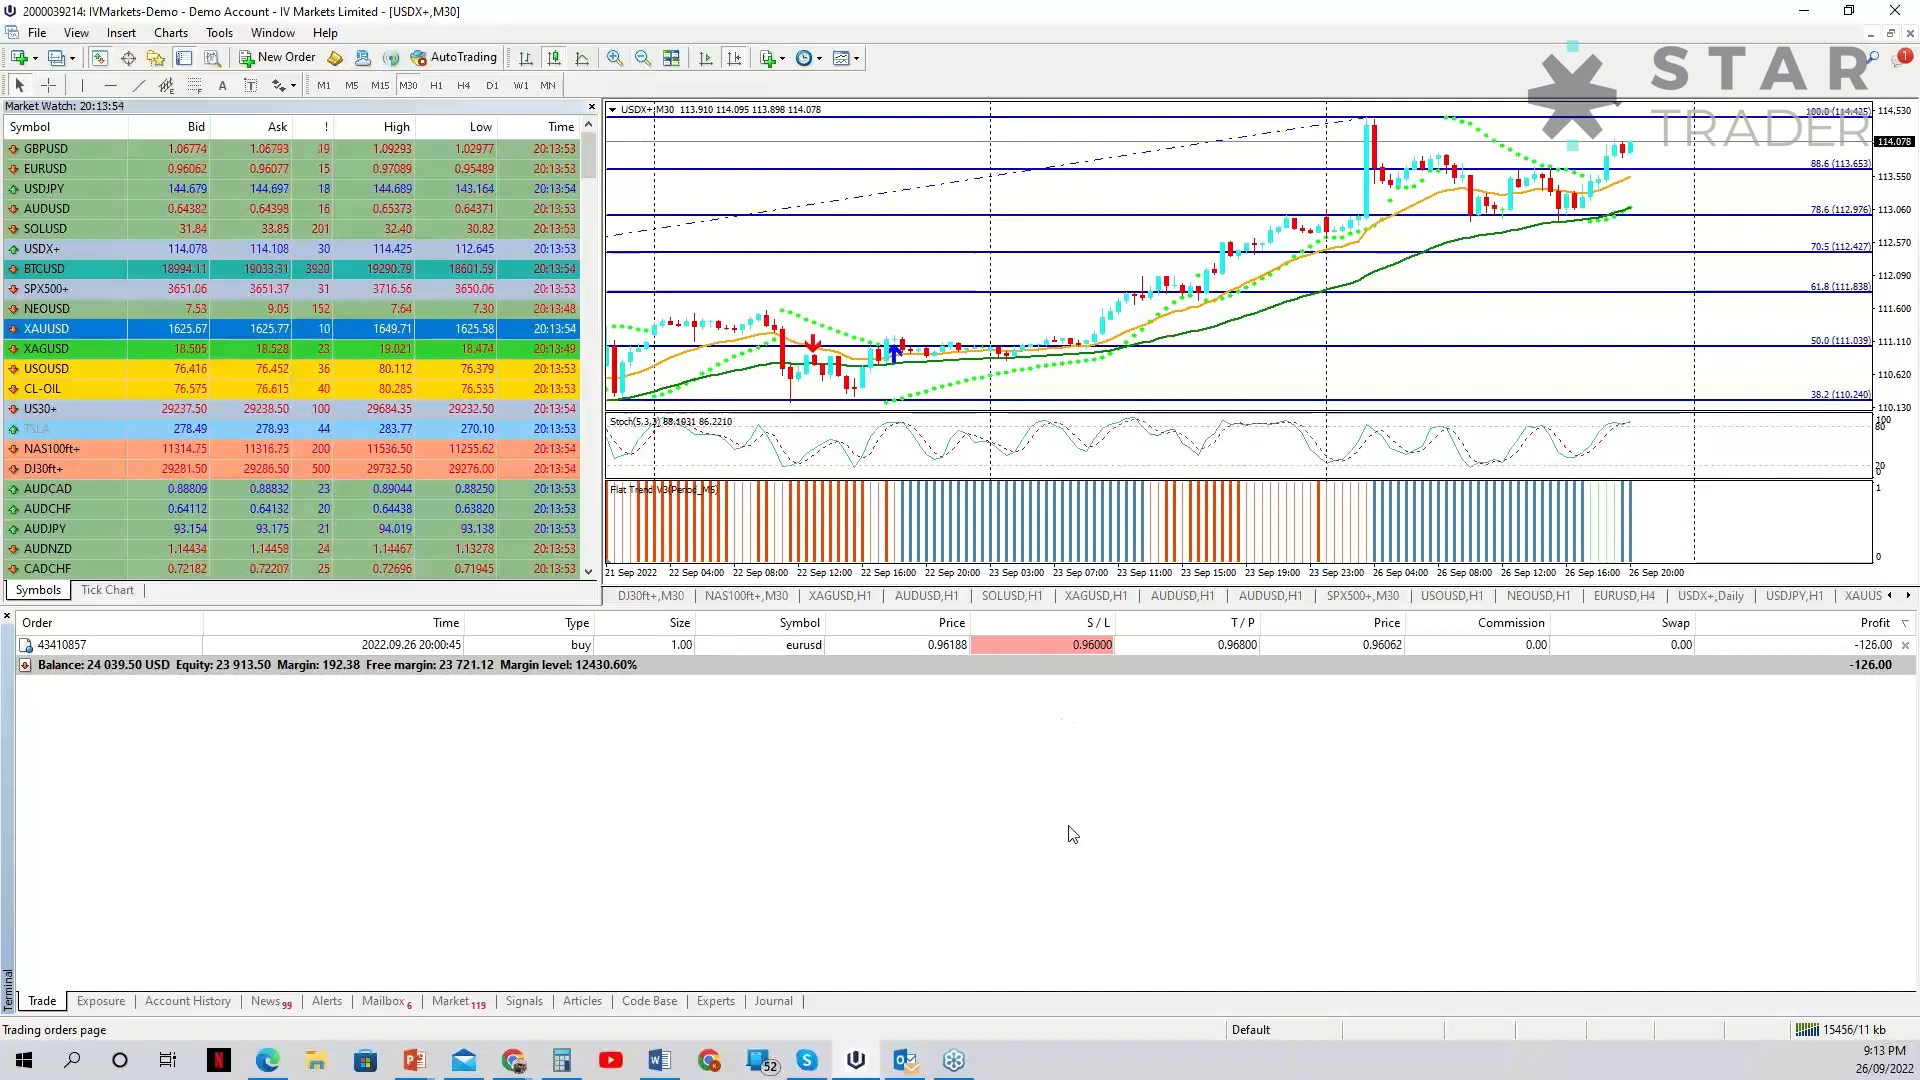 2000039214: IVMarkets-Demo - Demo Account - IV Markets Limited - [USDX+,M30]
File View Insert Charts Tools Window Help
New Order AutoTrading
STAR
TRADER
1
A T M1 M5 M15 M30 H1 H4 D1 W1 MN
Market Watch: 20:13:54
Symbol Bid Ask ! High Low Time
GBPUSD 1.06774 1.06793 19 1.09293 1.02977 20:13:53
EURUSD 0.96062 0.96077 15 0.97089 0.95489 20:13:53
USDJPY 144.679 144.697 18 144.689 143.164 20:13:54
AUDUSD 0.64382 0.64398 16 0.65373 0.64371 20:13:53
SOLUSD 31.84 33.85 201 32.40 30.82 20:13:53
USDX+ 114.078 114.108 30 114.425 112.645 20:13:53
BTCUSD 18994.11 19033.31 3920 19290.79 18601.59 20:13:54
SPX500+ 3651.06 3651.37 31 3716.56 3650.06 20:13:53
NEOUSD 7.53 9.05 152 7.64 7.30 20:13:48
XAUUSD 1625.67 1625.77 10 1649.71 1625.58 20:13:54
XAGUSD 18.505 18.528 23 19.021 18.474 20:13:49
USOUSD 76.416 76.452 36 80.112 76.379 20:13:53
CL-OIL 76.575 76.615 40 80.285 76.535 20:13:53
US30+ 29237.50 29238.50 100 29684.35 29232.50 20:13:54
TSLA 278.49 278.93 44 283.77 270.10 20:13:53
NAS100ft+ 11314.75 11316.75 200 11536.50 11255.62 20:13:54
DJ30ft+ 29281.50 29286.50 500 29732.50 29276.00 20:13:54
AUDCAD 0.88809 0.88832 23 0.89044 0.88250 20:13:53
AUDCHF 0.64112 0.64132 20 0.64438 0.63820 20:13:53
AUDJPY 93.154 93.175 21 94.019 93.138 20:13:53
AUDNZD 1.14434 1.14458 24 1.14467 1.13278 20:13:53
CADCHF 0.72182 0.72207 25 0.72696 0.71945 20:13:53
Symbols Tick Chart
USDX+,M30 113.910 114.095 113.898 114.078
100.0 (114.425)
88.6 (113.653)
78.6 (112.976)
70.5 (112.427)
61.8 (111.838)
50.0 (111.039)
38.2 (110.240)
114.530
114.078
113.550
113.060
112.570
112.090
111.600
111.110
110.620
110.130
Stoch(5,3,3) 88.1931 86.2210
100
80
20
0
Flat Trend V3(Period_M5)
1
0
21 Sep 2022 22 Sep 04:00 22 Sep 08:00 22 Sep 12:00 22 Sep 16:00 22 Sep 20:00 23 Sep 03:00 23 Sep 07:00 23 Sep 11:00 23 Sep 15:00 23 Sep 19:00 23 Sep 23:00 26 Sep 04:00 26 Sep 08:00 26 Sep 12:00 26 Sep 16:00 26 Sep 20:00
DJ30ft+,M30 NAS100ft+,M30 XAGUSD,H1 AUDUSD,H1 SOLUSD,H1 XAGUSD,H1 AUDUSD,H1 AUDUSD,H1 SPX500+,M30 USOUSD,H1 NEOUSD,H1 EURUSD,H4 USDX+,Daily USDJPY,H1 XAUUS
Order Time Type Size Symbol Price S / L T / P Price Commission Swap Profit
43410857 2022.09.26 20:00:45 buy 1.00 eurusd 0.96188 0.96000 0.96800 0.96062 0.00 0.00 -126.00
Balance: 24 039.50 USD Equity: 23 913.50 Margin: 192.38 Free margin: 23 721.12 Margin level: 12430.60% -126.00
Terminal
Trade Exposure Account History News 99 Alerts Mailbox 6 Market 119 Signals Articles Code Base Experts Journal
Trading orders page Default 15456/11 kb
52
9:13 PM
26/09/2022